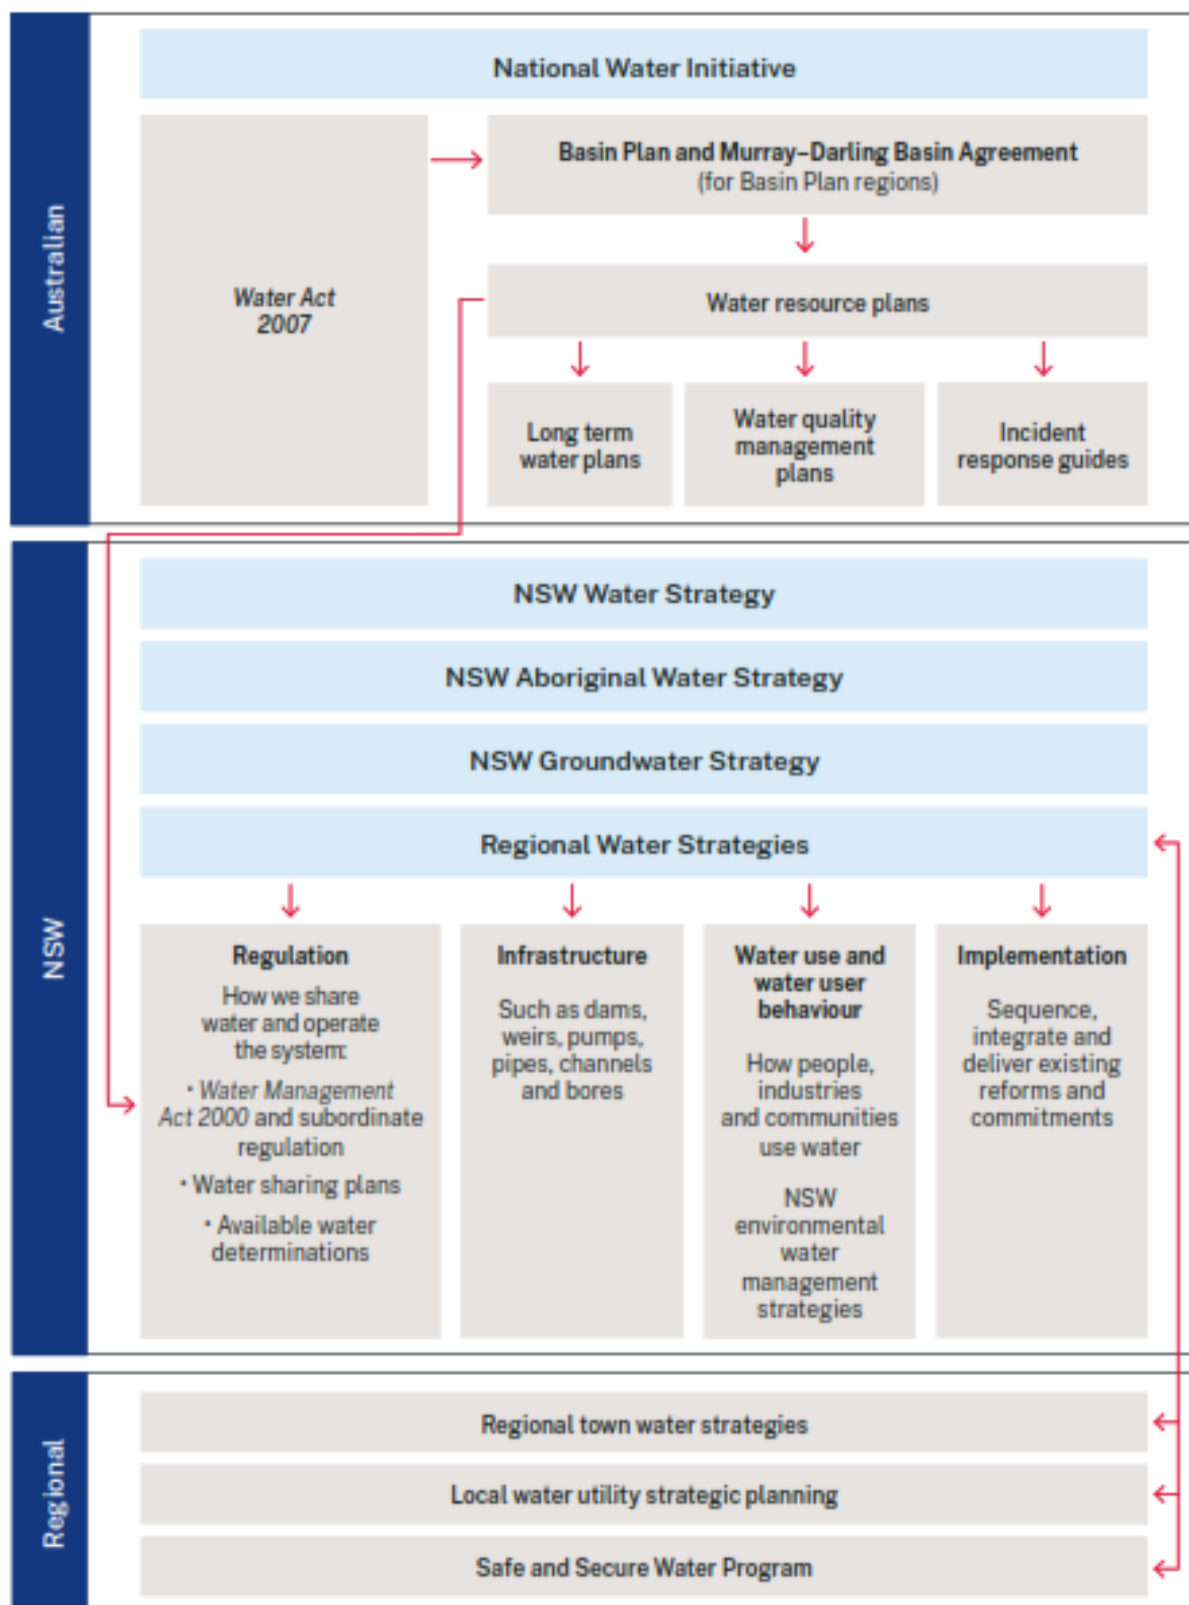 Australian
National Water Initiative
Water Act
2007
Basin Plan and Murray–Darling Basin Agreement
(for Basin Plan regions)
Water resource plans
Long term
water plans
Water quality
management
plans
Incident
response guides
NSW
NSW Water Strategy
NSW Aboriginal Water Strategy
NSW Groundwater Strategy
Regional Water Strategies
Regulation
How we share
water and operate
the system:
• Water Management
Act 2000 and subordinate
regulation
• Water sharing plans
• Available water
determinations
Infrastructure
Such as dams,
weirs, pumps,
pipes, channels
and bores
Water use and
water user
behaviour
How people,
industries
and communities
use water
NSW
environmental
water
management
strategies
Implementation
Sequence,
integrate and
deliver existing
reforms and
commitments
Regional
Regional town water strategies
Local water utility strategic planning
Safe and Secure Water Program